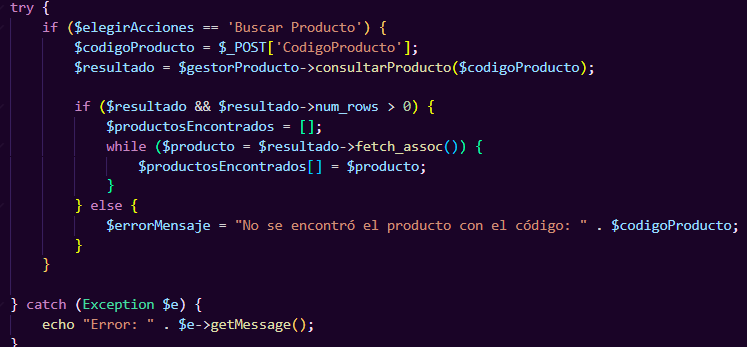 try {
    if ($elegirAcciones == 'Buscar Producto') {
        $codigoProducto = $_POST['CodigoProducto'];
        $resultado = $gestorProducto->consultarProducto($codigoProducto);

        if ($resultado && $resultado->num_rows > 0) {
            $productosEncontrados = [];
            while ($producto = $resultado->fetch_assoc()) {
                $productosEncontrados[] = $producto;
            }
        } else {
            $errorMensaje = "No se encontró el producto con el código: " . $codigoProducto;
        }
    }

} catch (Exception $e) {
    echo "Error: " . $e->getMessage();
}